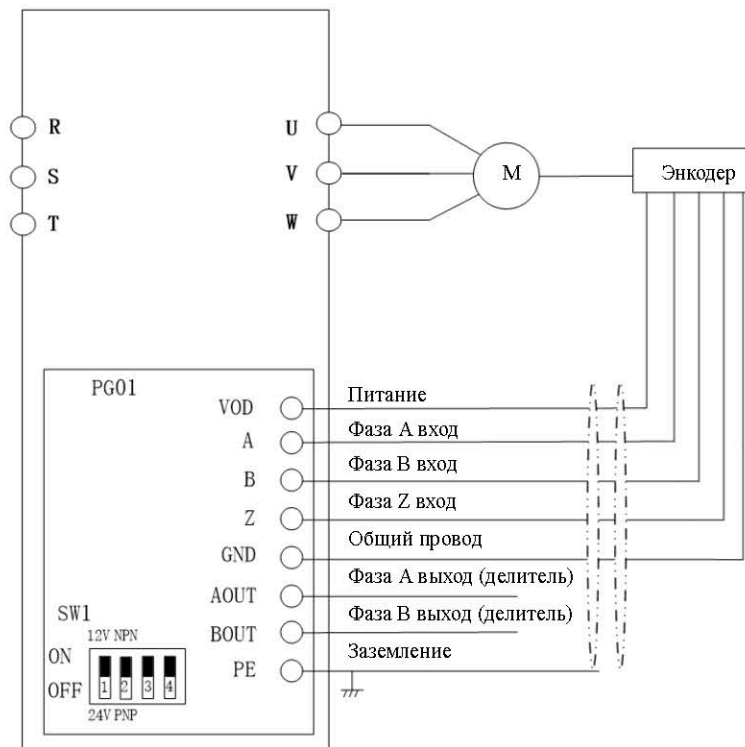 R
S
T
U
V
W
M
Энкодер
PG01
VOD
Питание
A
Фаза А вход
B
Фаза В вход
Z
Фаза Z вход
GND
Общий провод
AOUT
Фаза А выход (делитель)
BOUT
Фаза В выход (делитель)
PE
Заземление
SW1
12V NPN
ON
OFF
1 2 3 4
24V PNP